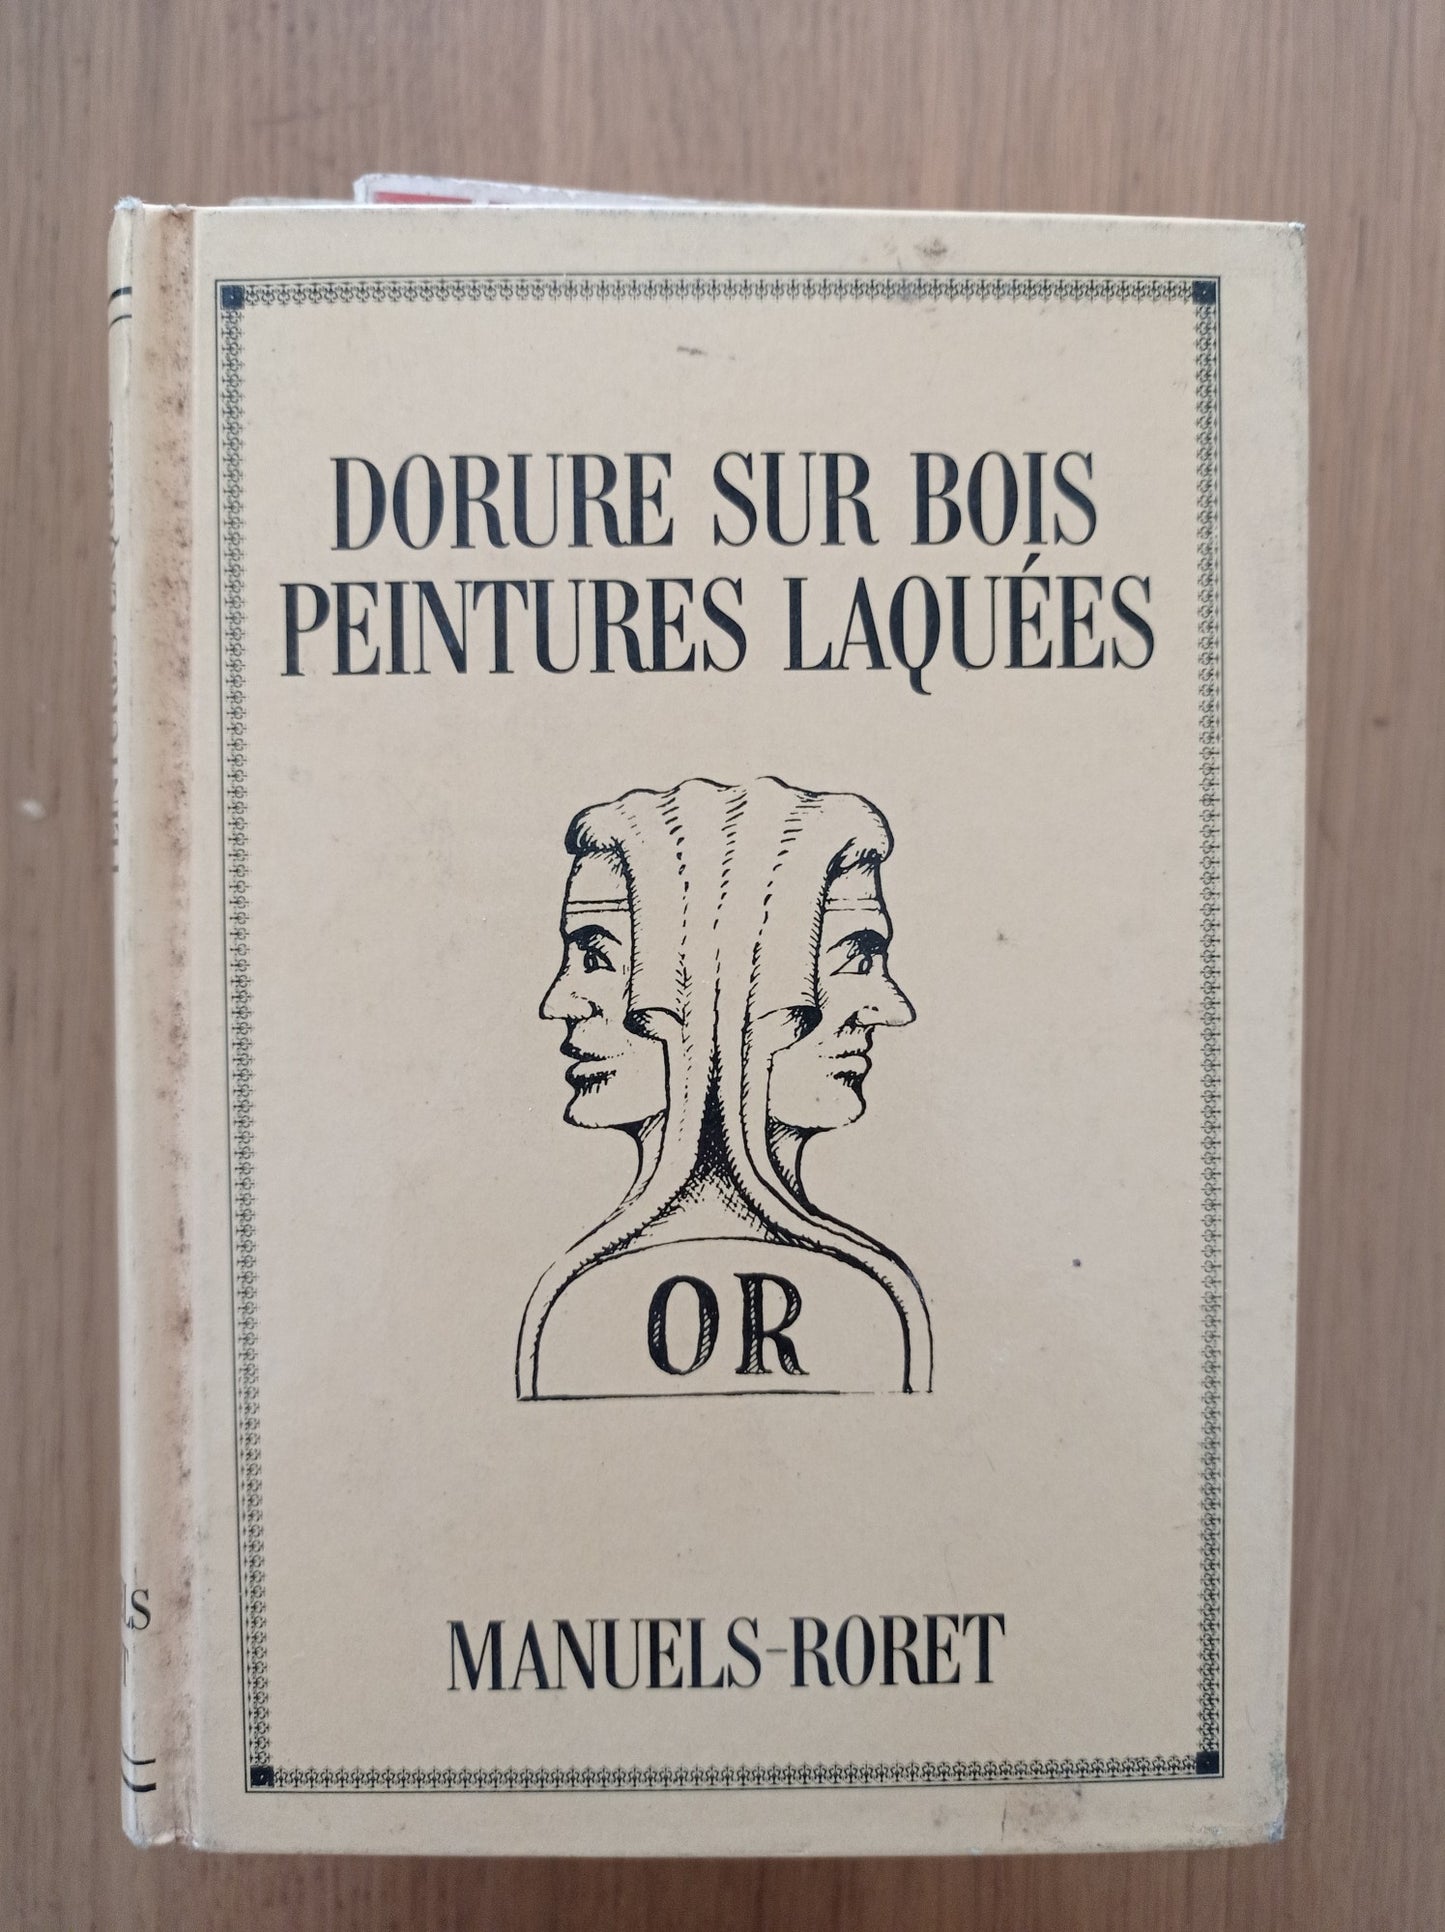 DORURE SUR BOIS
PEINTURES LAQUÉES
OR
MANUELS-RORET